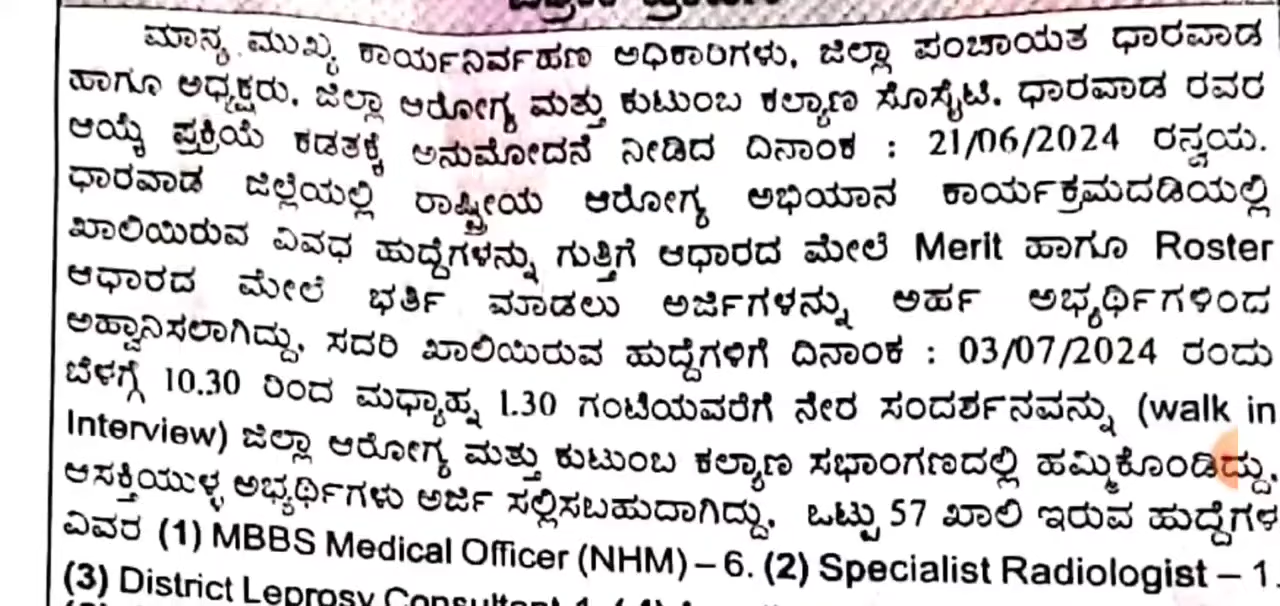 ಮಾನ್ಯ ಮುಖ್ಯ ಕಾರ್ಯನಿರ್ವಹಣ ಅಧಿಕಾರಿಗಳು, ಜಿಲ್ಲಾ ಪಂಚಾಯತ ಧಾರವಾಡ
ಹಾಗೂ ಅಧ್ಯಕ್ಷರು, ಜಿಲ್ಲಾ ಆರೋಗ್ಯ ಮತ್ತು ಕುಟುಂಬ ಕಲ್ಯಾಣ ಸೊಸೈಟಿ, ಧಾರವಾಡ ರವರ
ಆಯ್ಕೆ ಪ್ರಕ್ರಿಯೆ ಕಡತಕ್ಕೆ ಅನುಮೋದನೆ ನೀಡಿದ ದಿನಾಂಕ : 21/06/2024 ರನ್ವಯ.
ಧಾರವಾಡ ಜಿಲ್ಲೆಯಲ್ಲಿ ರಾಷ್ಟ್ರೀಯ ಆರೋಗ್ಯ ಅಭಿಯಾನ ಕಾರ್ಯಕ್ರಮದಡಿಯಲ್ಲಿ
ಖಾಲಿಯಿರುವ ವಿವಧ ಹುದ್ದೆಗಳನ್ನು ಗುತ್ತಿಗೆ ಆಧಾರದ ಮೇಲೆ Merit ಹಾಗೂ Roster
ಆಧಾರದ ಮೇಲೆ ಭರ್ತಿ ಮಾಡಲು ಅರ್ಜಿಗಳನ್ನು ಅರ್ಹ ಅಭ್ಯರ್ಥಿಗಳಿಂದ
ಅಹ್ವಾನಿಸಲಾಗಿದ್ದು, ಸದರಿ ಖಾಲಿಯಿರುವ ಹುದ್ದೆಗಳಿಗೆ ದಿನಾಂಕ : 03/07/2024 ರಂದು
ಬೆಳಗ್ಗೆ 10.30 ರಿಂದ ಮಧ್ಯಾಹ್ನ 1.30 ಗಂಟೆಯವರೆಗೆ ನೇರ ಸಂದರ್ಶನವನ್ನು (walk in
Interview) ಜಿಲ್ಲಾ ಆರೋಗ್ಯ ಮತ್ತು ಕುಟುಂಬ ಕಲ್ಯಾಣ ಸಭಾಂಗಣದಲ್ಲಿ ಹಮ್ಮಿಕೊಂಡಿದ್ದು,
ಆಸಕ್ತಿಯುಳ್ಳ ಅಭ್ಯರ್ಥಿಗಳು ಅರ್ಜಿ ಸಲ್ಲಿಸಬಹುದಾಗಿದ್ದು, ಒಟ್ಟು 57 ಖಾಲಿ ಇರುವ ಹುದ್ದೆಗಳ
ವಿವರ (1) MBBS Medical Officer (NHM) – 6. (2) Specialist Radiologist – 1.
(3) District Leprosy Consultant